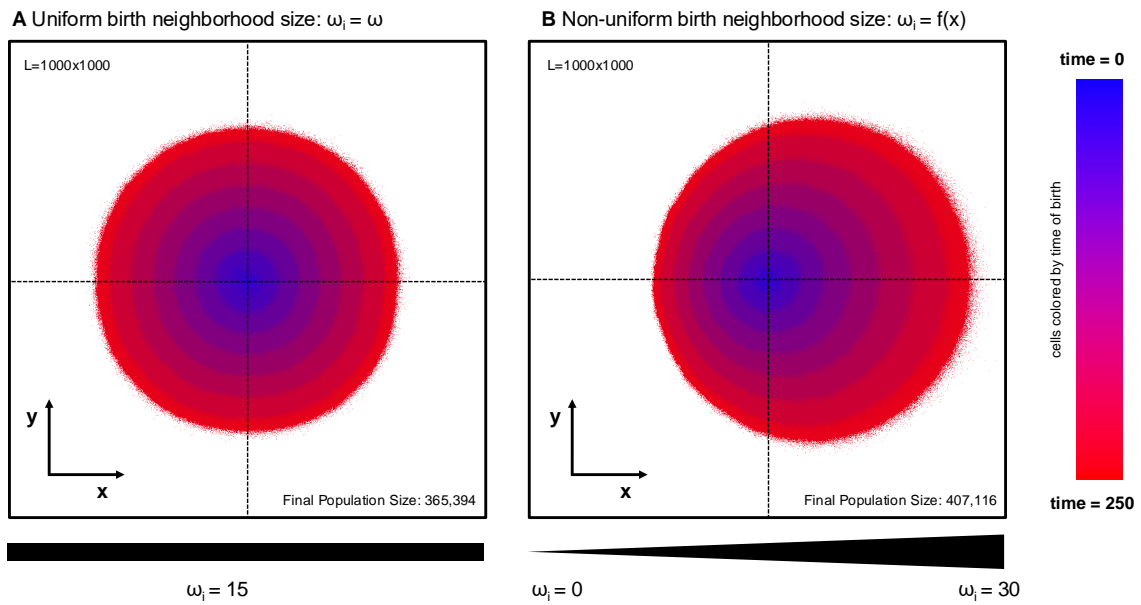 A Uniform birth neighborhood size: ωi = ω
L=1000x1000
y
x
Final Population Size: 365,394
ωi = 15
B Non-uniform birth neighborhood size: ωi = f(x)
L=1000x1000
y
x
Final Population Size: 407,116
ωi = 0
ωi = 30
time = 0
cells colored by time of birth
time = 250